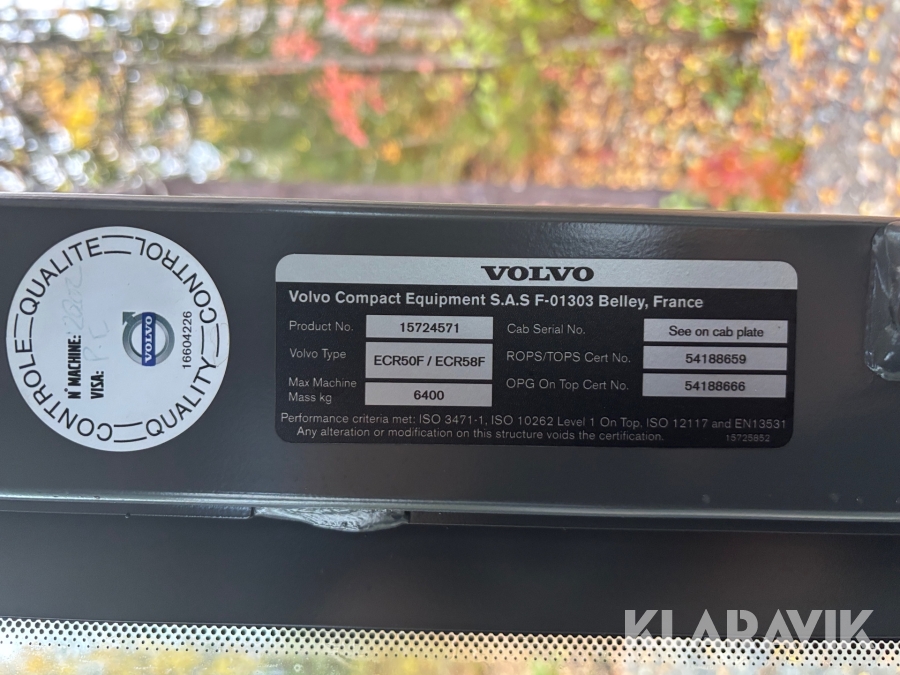 CONTROLE QUALITE
CONTROL QUALITY
N° MACHINE:
VISA: P.C
VOLVO
16604226
VOLVO
Volvo Compact Equipment S.A.S F-01303 Belley, France
Product No. 15724571
Cab Serial No. See on cab plate
Volvo Type ECR50F / ECR58F
ROPS/TOPS Cert No. 54188659
Max Machine Mass kg 6400
OPG On Top Cert No. 54188666
Performance criteria met: ISO 3471-1, ISO 10262 Level 1 On Top, ISO 12117 and EN13531
Any alteration or modification on this structure voids the certification.
15725852
KLARAVIK